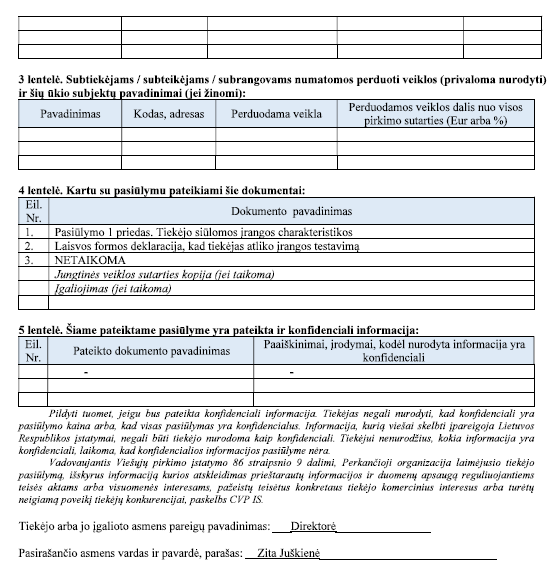 3 lentelė. Subtiekėjams / subteikėjams / subrangovams numatomos perduoti veiklos (privaloma nurodyti)
ir šių ūkio subjektų pavadinimai (jei žinomi):
Pavadinimas Kodas, adresas Perduodama veikla Perduodamos veiklos dalis nuo visos
pirkimo sutarties (Eur arba %)
4 lentelė. Kartu su pasiūlymu pateikiami šie dokumentai:
Eil.
Nr. Dokumento pavadinimas
1. Pasiūlymo 1 priedas. Tiekėjo siūlomos įrangos charakteristikos
2. Laisvos formos deklaracija, kad tiekėjas atliko įrangos testavimą
3. NETAIKOMA
Jungtinės veiklos sutarties kopija (jei taikoma)
Įgaliojimas (jei taikoma)
5 lentelė. Šiame pateiktame pasiūlyme yra pateikta ir konfidenciali informacija:
Eil.
Nr. Pateikto dokumento pavadinimas Paaiškinimai, įrodymai, kodėl nurodyta informacija yra
konfidenciali
- -
Pildyti tuomet, jeigu bus pateikta konfidenciali informacija. Tiekėjas negali nurodyti, kad konfidenciali yra
pasiūlymo kaina arba, kad visas pasiūlymas yra konfidencialus. Informacija, kurią viešai skelbti įpareigoja Lietuvos
Respublikos įstatymai, negali būti tiekėjo nurodoma kaip konfidenciali. Tiekėjui nenurodžius, kokia informacija yra
konfidenciali, laikoma, kad konfidencialios informacijos pasiūlyme nėra.
Vadovaujantis Viešųjų pirkimo įstatymo 86 straipsnio 9 dalimi, Perkančioji organizacija laimėjusio tiekėjo
pasiūlymą, išskyrus informaciją kurios atskleidimas prieštarautų informacijos ir duomenų apsaugą reguliuojantiems
teisės aktams arba visuomenės interesams, pažeistų teisėtus konkretaus tiekėjo komercinius interesus arba turėtų
neigiamą poveikį tiekėjų konkurencijai, paskelbs CVP IS.
Tiekėjo arba jo įgalioto asmens pareigų pavadinimas: Direktorė
Pasirašančio asmens vardas ir pavardė, parašas: Zita Juškienė